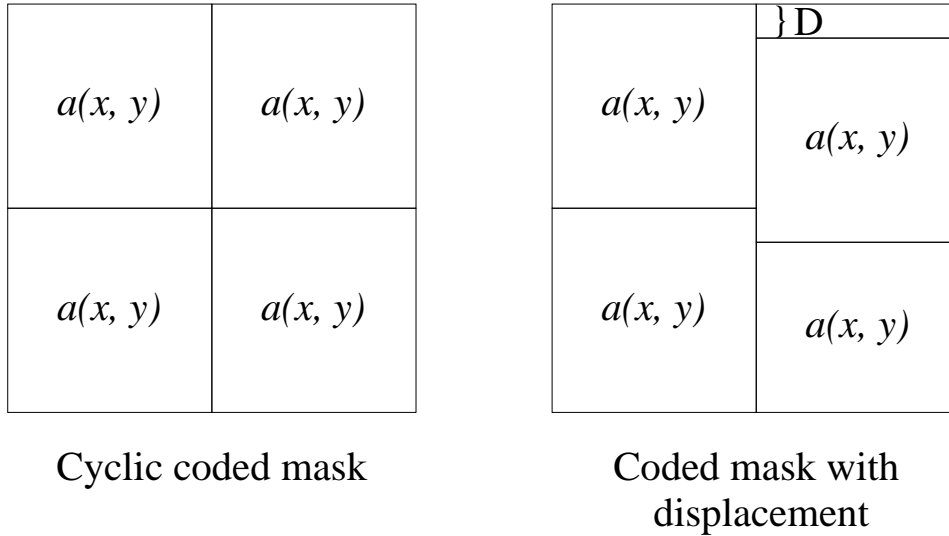 a(x, y) a(x, y)
a(x, y) a(x, y)
Cyclic coded mask
} D
a(x, y)
a(x, y)
a(x, y)
a(x, y)
Coded mask with
displacement